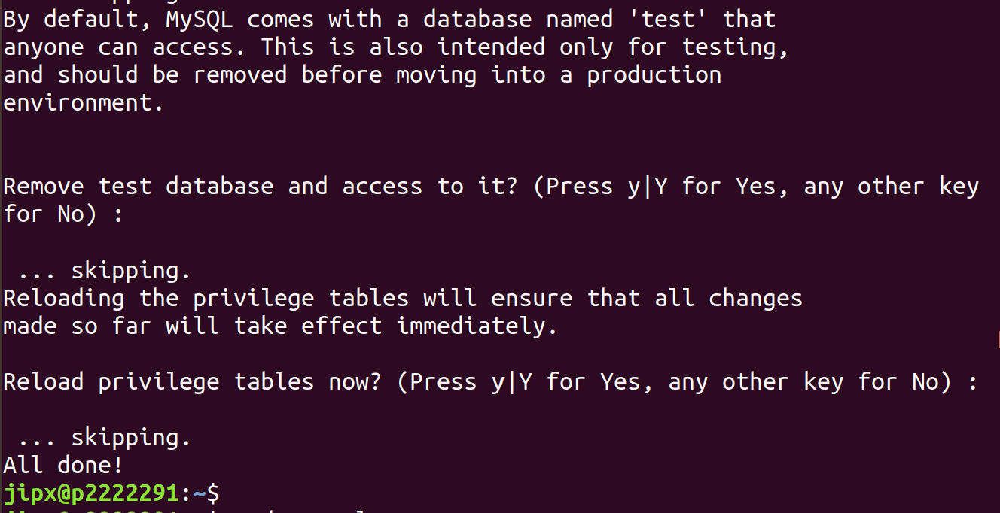 By default, MySQL comes with a database named 'test' that
anyone can access. This is also intended only for testing,
and should be removed before moving into a production
environment.
Remove test database and access to it? (Press y|Y for Yes, any other key
for No) :
... skipping.
Reloading the privilege tables will ensure that all changes
made so far will take effect immediately.
Reload privilege tables now? (Press y|Y for Yes, any other key for No) :
... skipping.
All done!
jipx@p2222291:~$